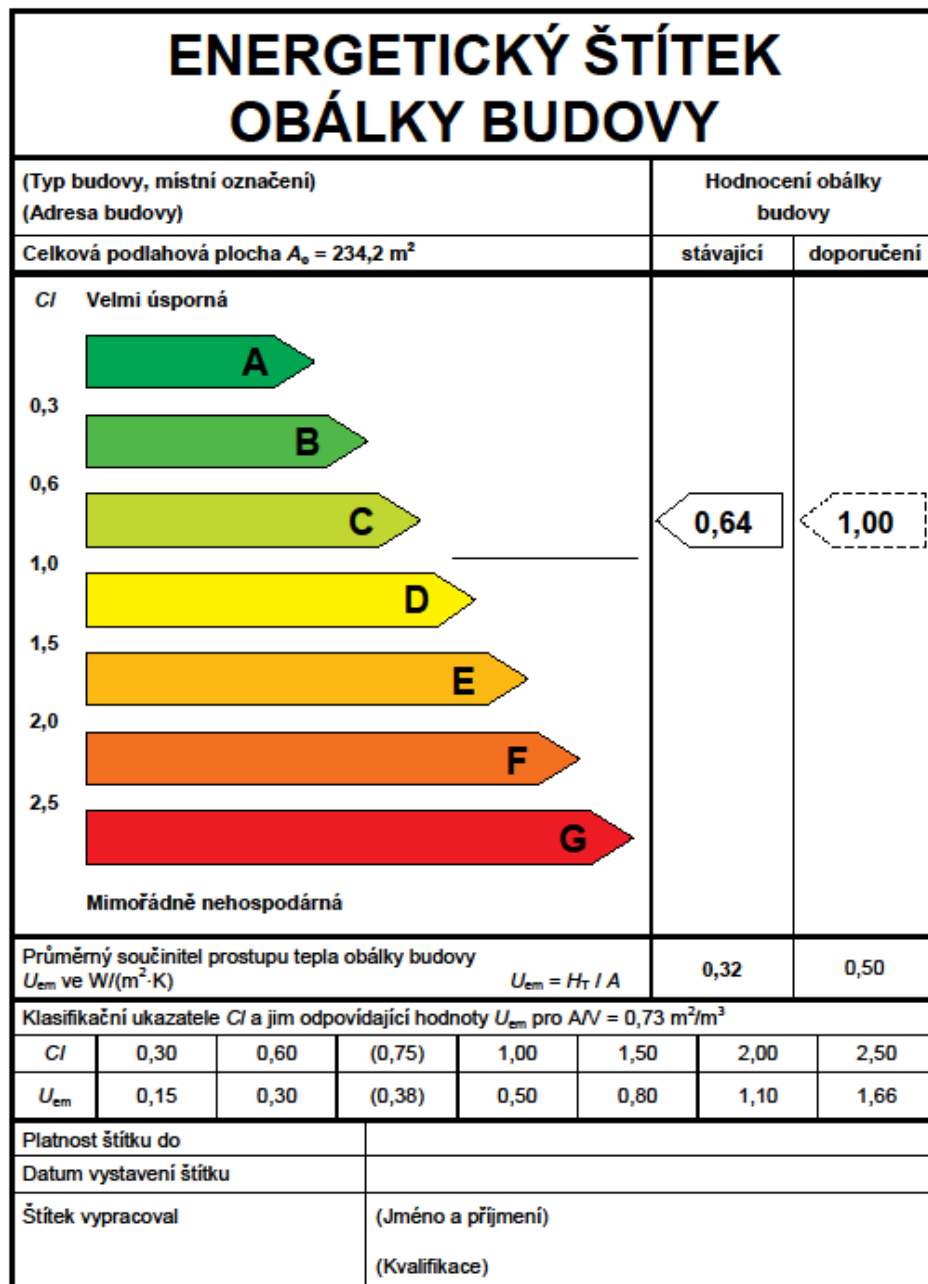 ENERGETICKÝ ŠTÍTEK
OBÁLKY BUDOVY
(Typ budovy, místní označení)
(Adresa budovy)
Hodnocení obálky
budovy
Celková podlahová plocha Ac = 234,2 m²
stávající
doporučení
CI Velmi úsporná
A
0,3
B
0,6
C
0,64
1,00
1,0
D
1,5
E
2,0
F
2,5
G
Mimořádně nehospodárná
Průměrný součinitel prostupu tepla obálky budovy
Uem ve W/(m²·K) Uem = HT / A
0,32
0,50
Klasifikační ukazatele CI a jim odpovídající hodnoty Uem pro A/V = 0,73 m²/m³
CI 0,30 0,60 (0,75) 1,00 1,50 2,00 2,50
Uem 0,15 0,30 (0,38) 0,50 0,80 1,10 1,66
Platnost štítku do
Datum vystavení štítku
Štítek vypracoval
(Jméno a příjmení)
(Kvalifikace)